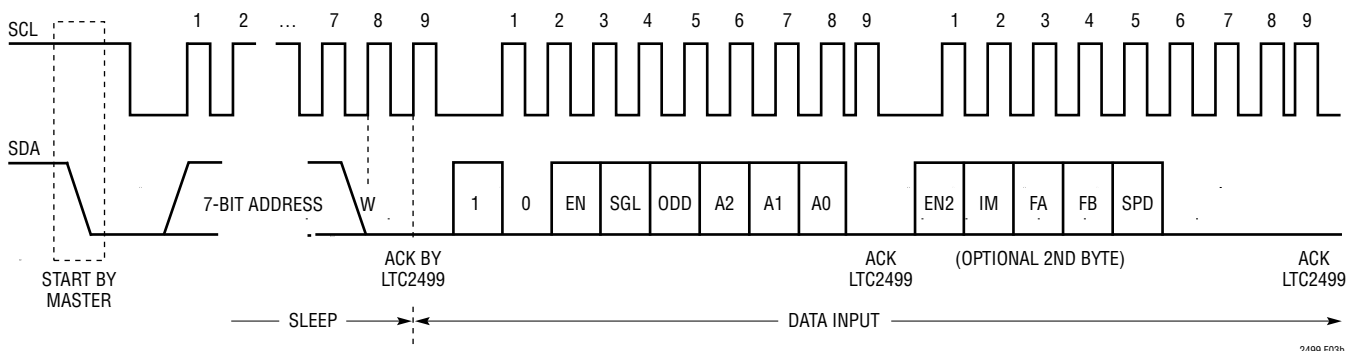 1 2 … 7 8 9 1 2 3 4 5 6 7 8 9 1 2 3 4 5 6 7 8 9
SCL
SDA
7-BIT ADDRESS W 1 0 EN SGL ODD A2 A1 A0 EN2 IM FA FB SPD
START BY
MASTER
ACK BY
LTC2499
ACK
LTC2499
(OPTIONAL 2ND BYTE)
ACK
LTC2499
SLEEP DATA INPUT
2499 F03b